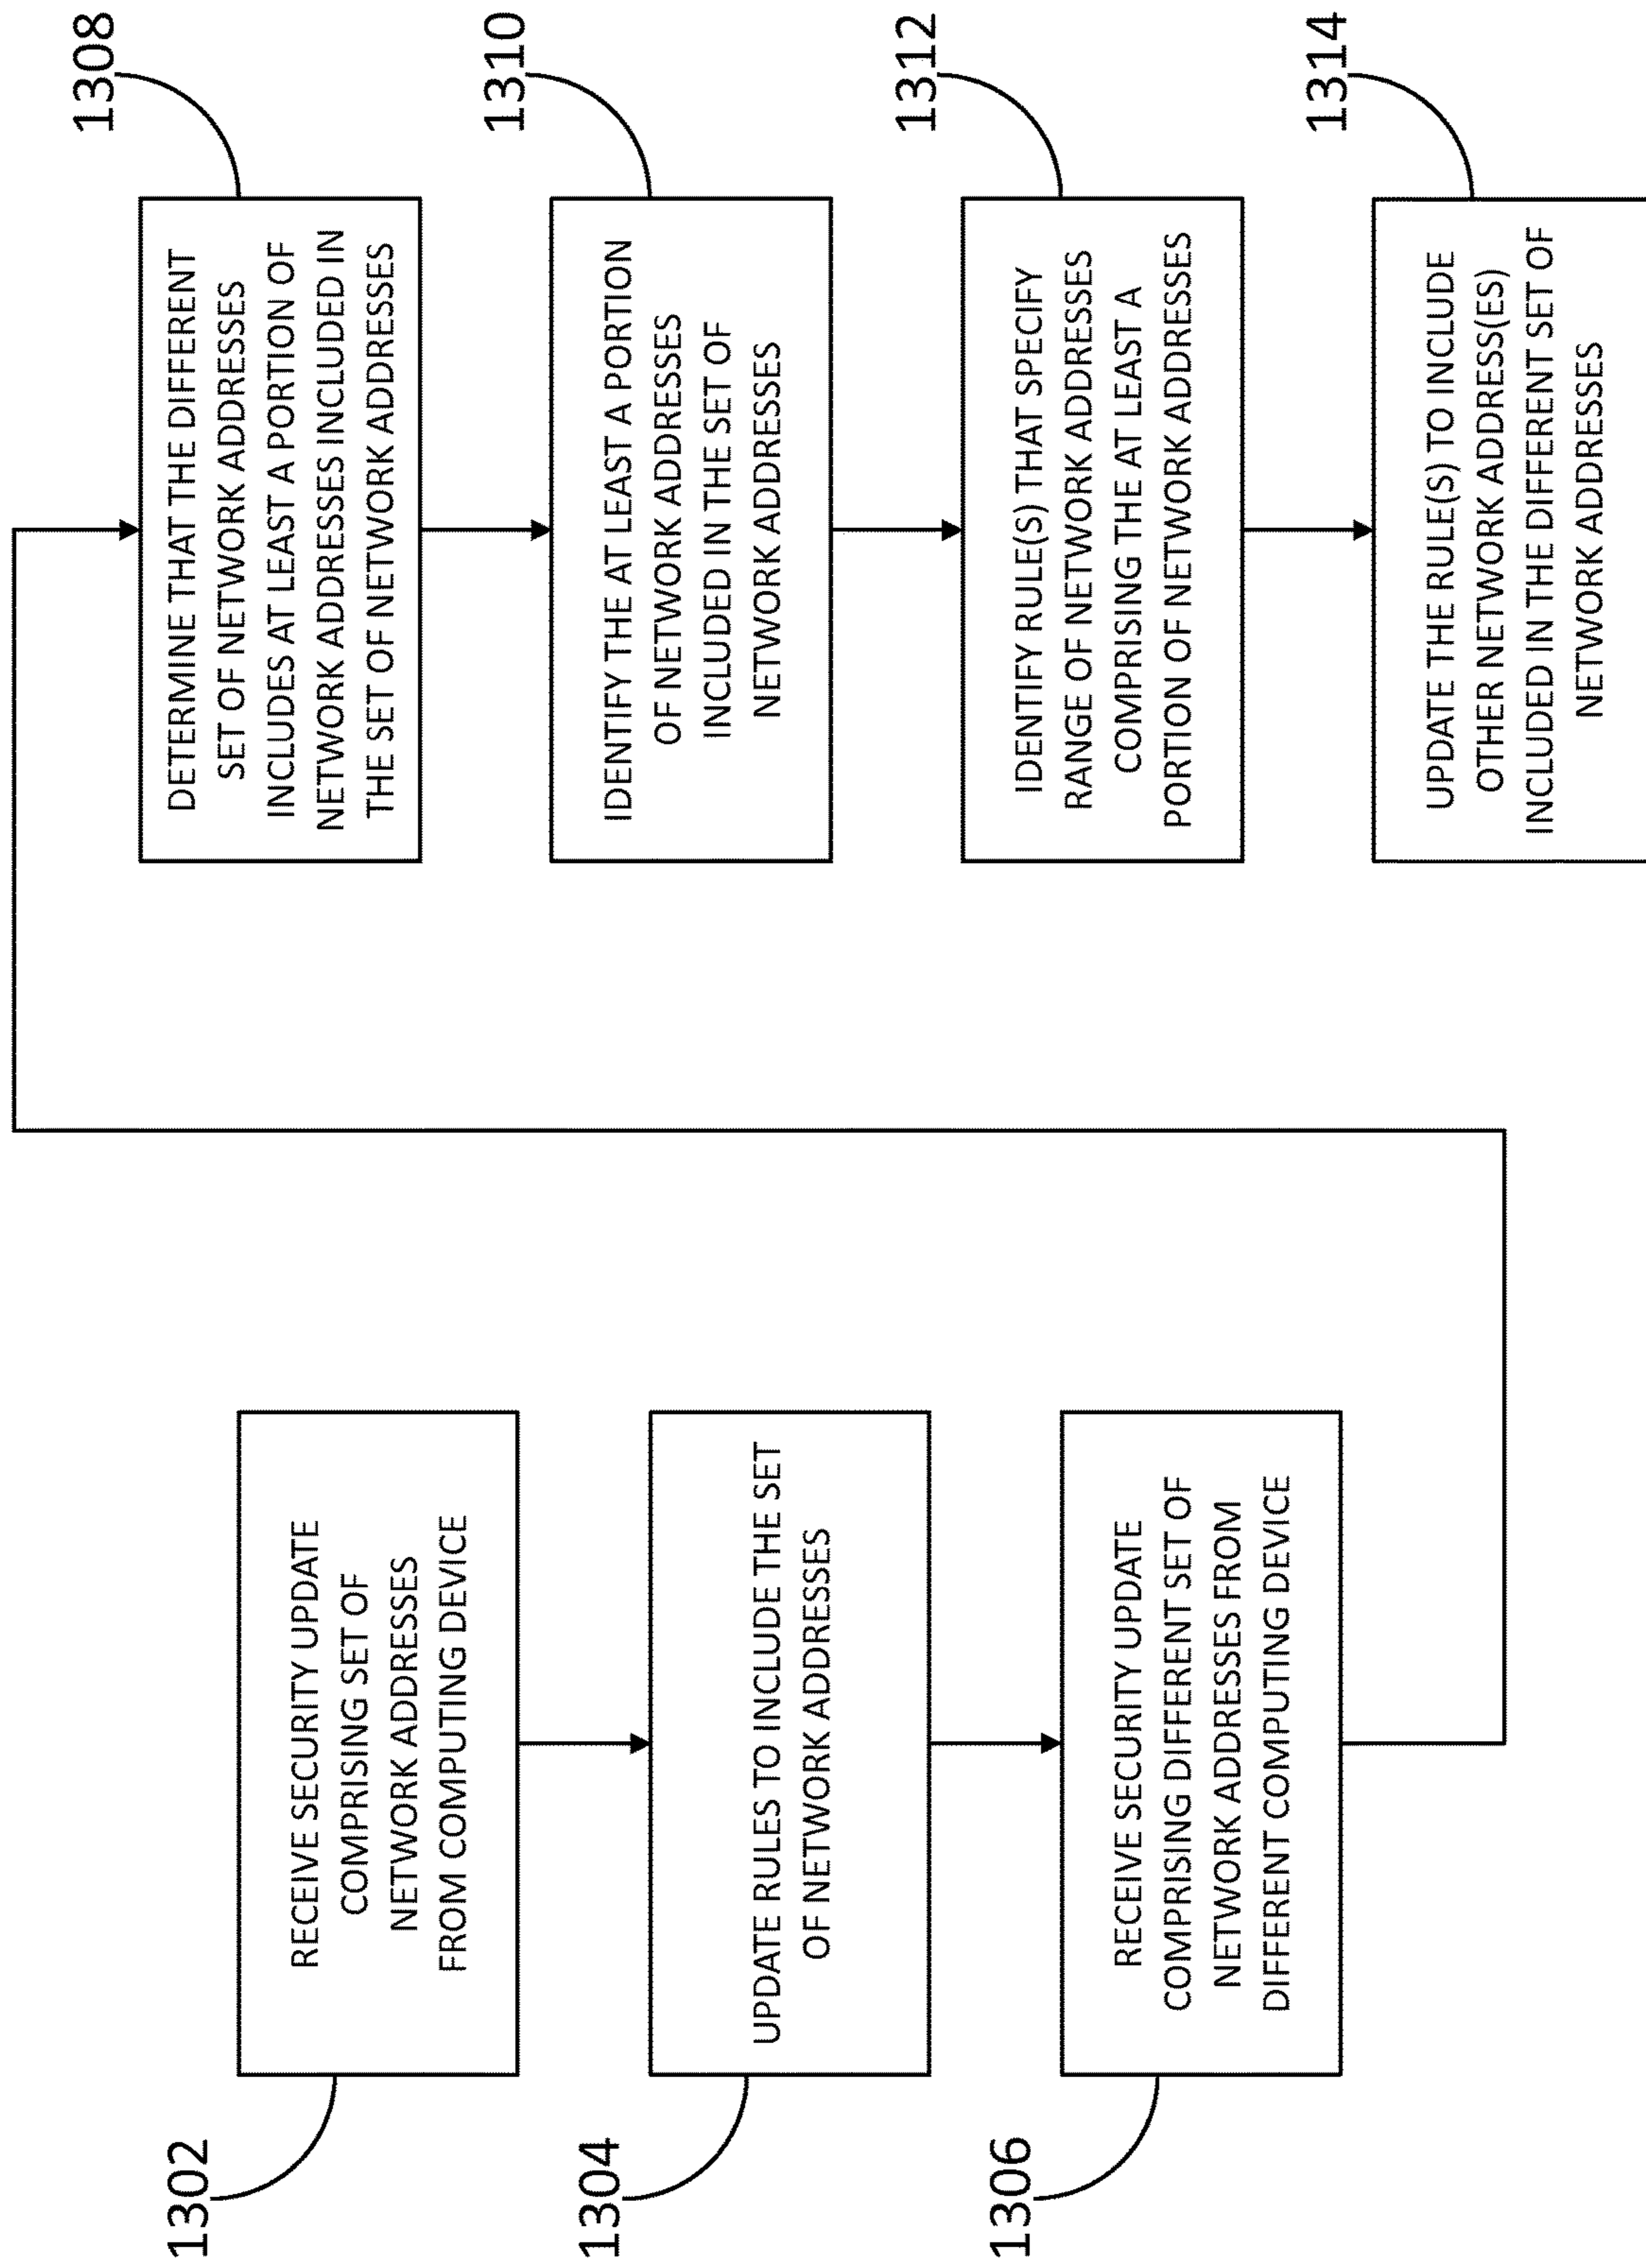 1302
RECEIVE SECURITY UPDATE
COMPRISING SET OF
NETWORK ADDRESSES
FROM COMPUTING DEVICE
1304
UPDATE RULES TO INCLUDE THE SET
OF NETWORK ADDRESSES
1306
RECEIVE SECURITY UPDATE
COMPRISING DIFFERENT SET OF
NETWORK ADDRESSES FROM
DIFFERENT COMPUTING DEVICE
1308
DETERMINE THAT THE DIFFERENT
SET OF NETWORK ADDRESSES
INCLUDES AT LEAST A PORTION OF
NETWORK ADDRESSES INCLUDED IN
THE SET OF NETWORK ADDRESSES
1310
IDENTIFY THE AT LEAST A PORTION
OF NETWORK ADDRESSES
INCLUDED IN THE SET OF
NETWORK ADDRESSES
1312
IDENTIFY RULE(S) THAT SPECIFY
RANGE OF NETWORK ADDRESSES
COMPRISING THE AT LEAST A
PORTION OF NETWORK ADDRESSES
1314
UPDATE THE RULE(S) TO INCLUDE
OTHER NETWORK ADDRESS(ES)
INCLUDED IN THE DIFFERENT SET OF
NETWORK ADDRESSES